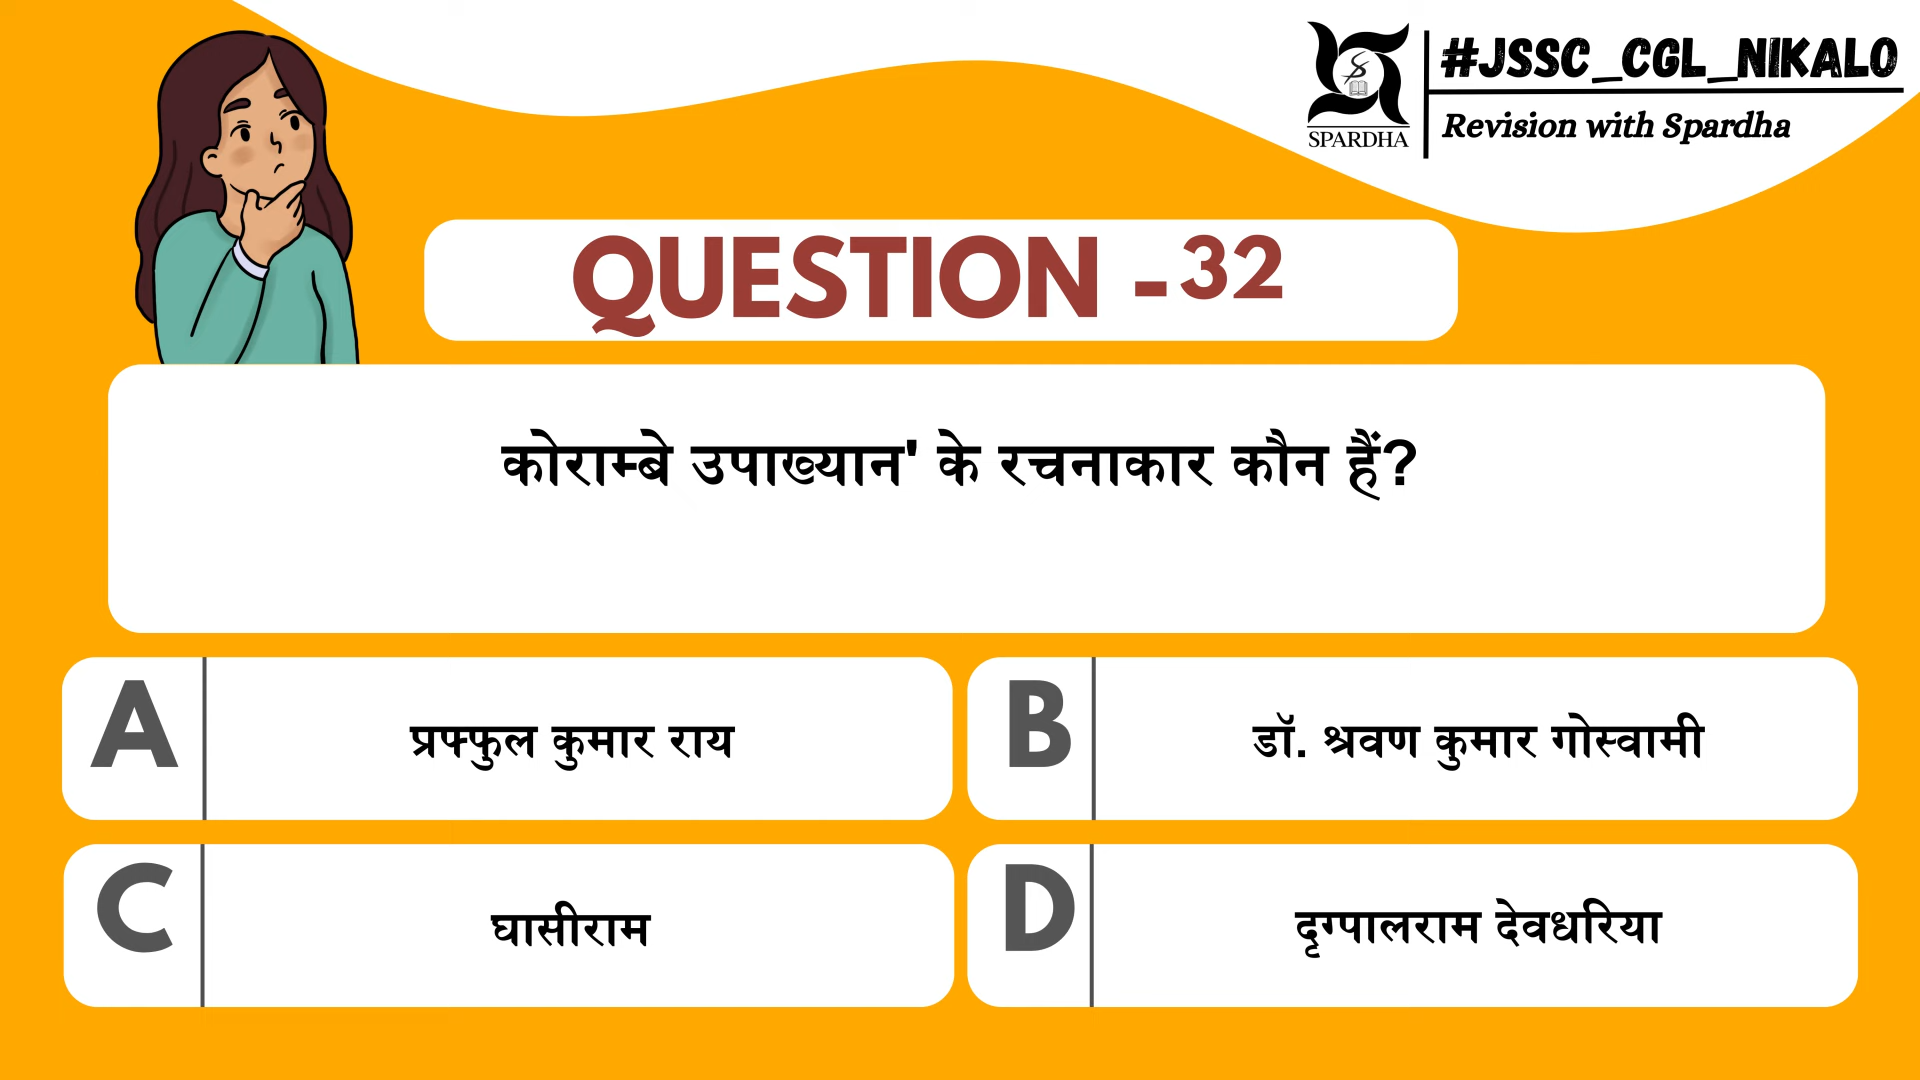 #JSSC_CGL_NIKALO
SPARDHA
Revision with Spardha
QUESTION -32
कोराम्बे उपाख्यान' के रचनाकार कौन हैं?
A
प्रफ्फुल कुमार राय
B
डॉ. श्रवण कुमार गोस्वामी
C
घासीराम
D
दृग्पालराम देवधरिया